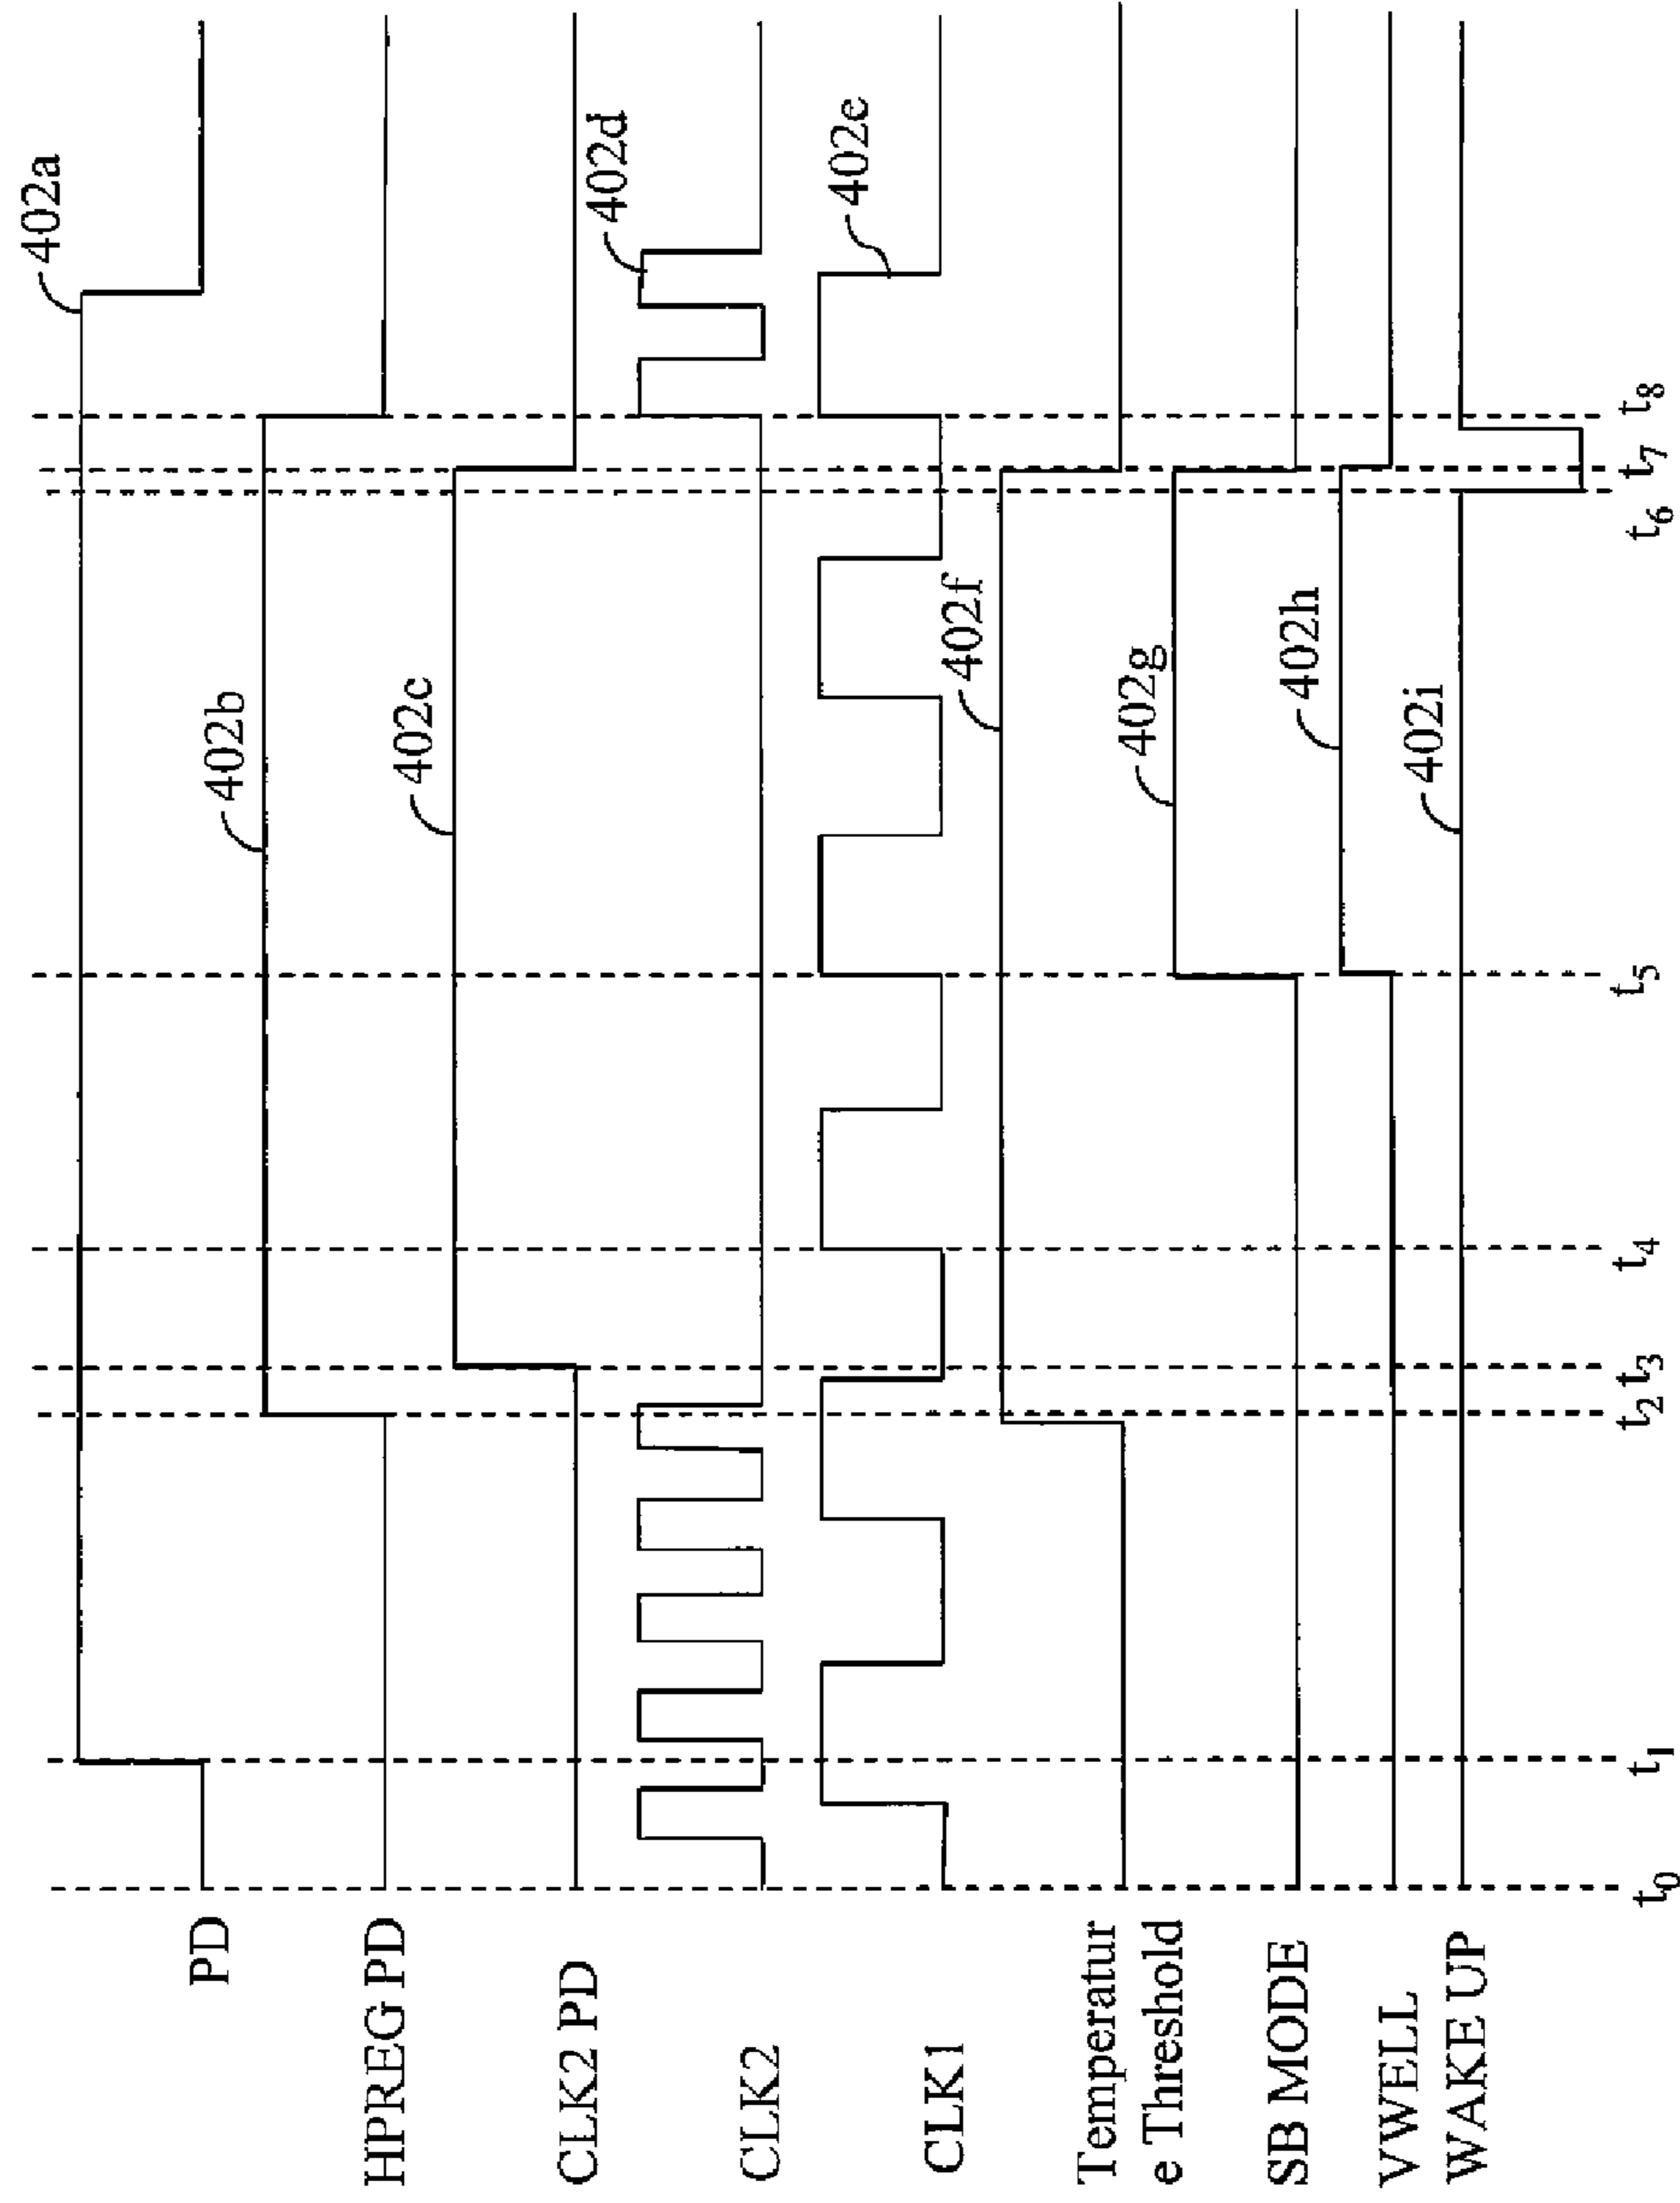 PD
402a
HPREG PD
402b
CLK2 PD
402c
CLK2
402d
CLK1
402e
Temperatur
e Threshold
402f
SB MODE
402g
VWELL
402h
WAKE UP
402i
t0 t1 t2 t3 t4 t5 t6 t7 t8